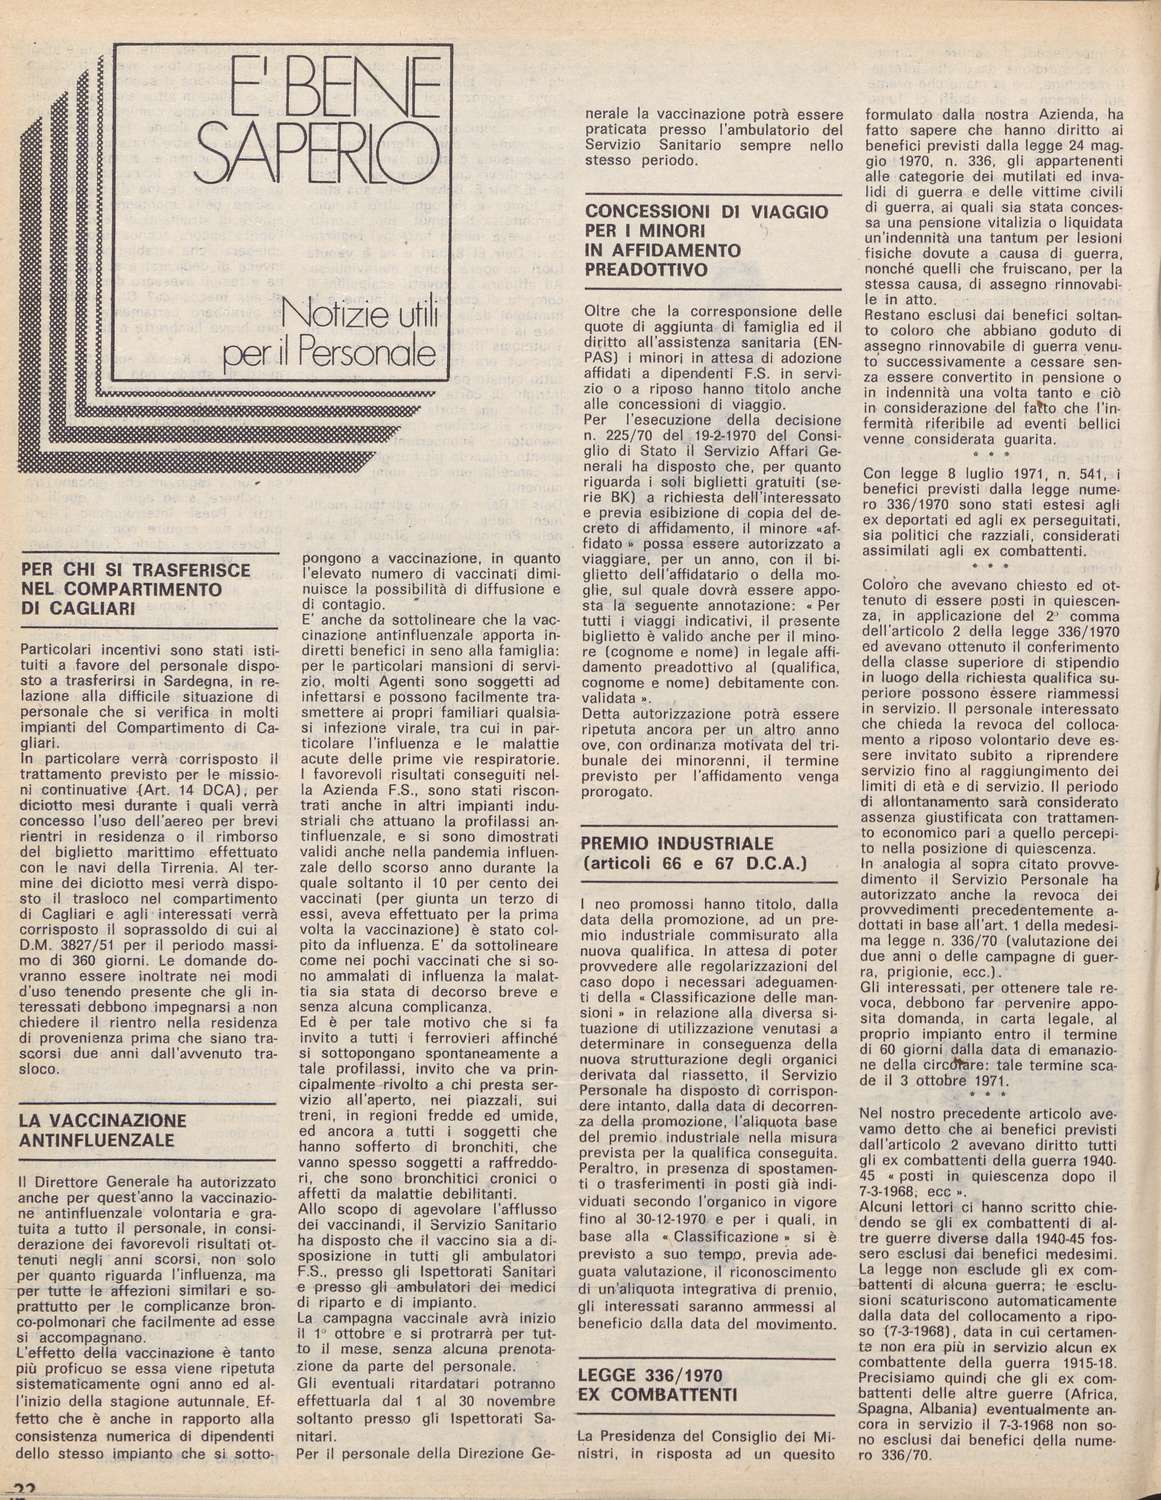 E' BENE
SAPERLO
Notizie utili
per il Personale
PER CHI SI TRASFERISCE
NEL COMPARTIMENTO
DI CAGLIARI
Particolari incentivi sono stati isti-
tuiti a favore del personale dispo-
sto a trasferirsi in Sardegna, in re-
lazione alla difficile situazione di
personale che si verifica in molti
impianti del Compartimento di Ca-
gliari.
In particolare verrà corrisposto il
trattamento previsto per le missio-
ni continuative (Art. 14 DCA), per
diciotto mesi durante i quali verrà
concesso l'uso dell'aereo per brevi
rientri in residenza o il rimborso
del biglietto marittimo effettuato
con le navi della Tirrenia. Al ter-
mine dei diciotto mesi verrà dispo-
sto il trasloco nel compartimento
di Cagliari e agli interessati verrà
corrisposto il soprassoldo di cui al
D.M. 3827/51 per il periodo massi-
mo di 360 giorni. Le domande do-
vranno essere inoltrate nei modi
d'uso tenendo presente che gli in-
teressati debbono impegnarsi a non
chiedere il rientro nella residenza
di provenienza prima che siano tra-
scorsi due anni dall'avvenuto tra-
sloco.
LA VACCINAZIONE
ANTINFLUENZALE
Il Direttore Generale ha autorizzato
anche per quest'anno la vaccinazio-
ne antinfluenzale volontaria e gra-
tuita a tutto il personale, in consi-
derazione dei favorevoli risultati ot-
tenuti negli anni scorsi, non solo
per quanto riguarda l'influenza, ma
per tutte le affezioni similari e so-
prattutto per le complicanze bron-
co-polmonari che facilmente ad esse
si accompagnano.
L'effetto della vaccinazione è tanto
più proficuo se essa viene ripetuta
sistematicamente ogni anno ed al-
l'inizio della stagione autunnale. Ef-
fetto che è anche in rapporto alla
consistenza numerica di dipendenti
dello stesso impianto che si sotto-
pongono a vaccinazione, in quanto
l'elevato numero di vaccinati dimi-
nuisce la possibilità di diffusione e
di contagio.
E' anche da sottolineare che la vac-
cinazione antinfluenzale apporta in-
diretti benefici in seno alla famiglia:
per le particolari mansioni di servi-
zio, molti Agenti sono soggetti ad
infettarsi e possono facilmente tra-
smettere ai propri familiari qualsia-
si infezione virale, tra cui in par-
ticolare l'influenza e le malattie
acute delle prime vie respiratorie.
I favorevoli risultati conseguiti nel-
la Azienda F.S., sono stati riscon-
trati anche in altri impianti indu-
striali che attuano la profilassi an-
tinfluenzale, e si sono dimostrati
validi anche nella pandemia influen-
zale dello scorso anno durante la
quale soltanto il 10 per cento dei
vaccinati (per giunta un terzo di
essi, aveva effettuato per la prima
volta la vaccinazione) è stato col-
pito da influenza. E' da sottolineare
come nei pochi vaccinati che si so-
no ammalati di influenza la malat-
tia sia stata di decorso breve e
senza alcuna complicanza.
Ed è per tale motivo che si fa
invito a tutti i ferrovieri affinché
si sottopongano spontaneamente a
tale profilassi, invito che va prin-
cipalmente rivolto a chi presta ser-
vizio all'aperto, nei piazzali, sui
treni, in regioni fredde ed umide,
ed ancora a tutti i soggetti che
hanno sofferto di bronchiti, che
vanno spesso soggetti a raffreddo-
ri, che sono bronchitici cronici o
affetti da malattie debilitanti.
Allo scopo di agevolare l'afflusso
dei vaccinandi, il Servizio Sanitario
ha disposto che il vaccino sia a di-
sposizione in tutti gli ambulatori
F.S., presso gli Ispettorati Sanitari
e presso gli ambulatori dei medici
di riparto e di impianto.
La campagna vaccinale avrà inizio
il 1° ottobre e si protrarrà per tut-
to il mese, senza alcuna prenota-
zione da parte del personale.
Gli eventuali ritardatari potranno
effettuarla dal 1 al 30 novembre
soltanto presso gli Ispettorati Sa-
nitari.
Per il personale della Direzione Ge-
nerale la vaccinazione potrà essere
praticata presso l'ambulatorio del
Servizio Sanitario sempre nello
stesso periodo.
CONCESSIONI DI VIAGGIO
PER I MINORI
IN AFFIDAMENTO
PREADOTTIVO
Oltre che la corresponsione delle
quote di aggiunta di famiglia ed il
diritto all'assistenza sanitaria (EN-
PAS) i minori in attesa di adozione
affidati a dipendenti F.S. in servi-
zio o a riposo hanno titolo anche
alle concessioni di viaggio.
Per l'esecuzione della decisione
n. 225/70 del 19-2-1970 del Consi-
glio di Stato il Servizio Affari Ge-
nerali ha disposto che, per quanto
riguarda i soli biglietti gratuiti (se-
rie BK) a richiesta dell'interessato
e previa esibizione di copia del de-
creto di affidamento, il minore «af-
fidato» possa essere autorizzato a
viaggiare, per un anno, con il bi-
glietto dell'affidatario o della mo-
glie, sul quale dovrà essere appo-
sta la seguente annotazione: « Per
tutti i viaggi indicativi, il presente
biglietto è valido anche per il mino-
re (cognome e nome) in legale affi-
damento preadottivo al (qualifica,
cognome e nome) debitamente con-
validata ».
Detta autorizzazione potrà essere
ripetuta ancora per un altro anno
ove, con ordinanza motivata del tri-
bunale dei minorenni, il termine
previsto per l'affidamento venga
prorogato.
PREMIO INDUSTRIALE
(articoli 66 e 67 D.C.A.)
I neo promossi hanno titolo, dalla
data della promozione, ad un pre-
mio industriale commisurato alla
nuova qualifica. In attesa di poter
provvedere alle regolarizzazioni del
caso dopo i necessari adeguamen-
ti della « Classificazione delle man-
sioni » in relazione alla diversa si-
tuazione di utilizzazione venutasi a
determinare in conseguenza della
nuova strutturazione degli organici
derivata dal riassetto, il Servizio
Personale ha disposto di corrispon-
dere intanto, dalla data di decorren-
za della promozione, l'aliquota base
del premio industriale nella misura
prevista per la qualifica conseguita.
Peraltro, in presenza di spostamen-
ti o trasferimenti in posti già indi-
viduati secondo l'organico in vigore
fino al 30-12-1970 e per i quali, in
base alla « Classificazione » si è
previsto a suo tempo, previa ade-
guata valutazione, il riconoscimento
di un'aliquota integrativa di premio,
gli interessati saranno ammessi al
beneficio dalla data del movimento.
LEGGE 336/1970
EX COMBATTENTI
La Presidenza del Consiglio dei Mi-
nistri, in risposta ad un quesito
formulato dalla nostra Azienda, ha
fatto sapere che hanno diritto ai
benefici previsti dalla legge 24 mag-
gio 1970, n. 336, gli appartenenti
alle categorie dei mutilati ed inva-
lidi di guerra e delle vittime civili
di guerra, ai quali sia stata conces-
sa una pensione vitalizia o liquidata
un'indennità una tantum per lesioni
fisiche dovute a causa di guerra,
nonché quelli che fruiscano, per la
stessa causa, di assegno rinnovabi-
le in atto.
Restano esclusi dai benefici soltan-
to coloro che abbiano goduto di
assegno rinnovabile di guerra venu-
to successivamente a cessare sen-
za essere convertito in pensione o
in indennità una volta tanto e ciò
in considerazione del fatto che l'in-
fermità riferibile ad eventi bellici
venne considerata guarita.
* * *
Con legge 8 luglio 1971, n. 541, i
benefici previsti dalla legge nume-
ro 336/1970 sono stati estesi agli
ex deportati ed agli ex perseguitati,
sia politici che razziali, considerati
assimilati agli ex combattenti.
* * *
Coloro che avevano chiesto ed ot-
tenuto di essere posti in quiescen-
za, in applicazione del 2° comma
dell'articolo 2 della legge 336/1970
ed avevano ottenuto il conferimento
della classe superiore di stipendio
in luogo della richiesta qualifica su-
periore possono essere riammessi
in servizio. Il personale interessato
che chieda la revoca del colloca-
mento a riposo volontario deve es-
sere invitato subito a riprendere
servizio fino al raggiungimento dei
limiti di età e di servizio. Il periodo
di allontanamento sarà considerato
assenza giustificata con trattamen-
to economico pari a quello percepi-
to nella posizione di quiescenza.
In analogia al sopra citato provve-
dimento il Servizio Personale ha
autorizzato anche la revoca dei
provvedimenti precedentemente a-
dottati in base all'art. 1 della medesi-
ma legge n. 336/70 (valutazione dei
due anni o delle campagne di guer-
ra, prigionie, ecc.).
Gli interessati, per ottenere tale re-
voca, debbono far pervenire appo-
sita domanda, in carta legale, al
proprio impianto entro il termine
di 60 giorni dalla data di emanazio-
ne della circolare: tale termine sca-
de il 3 ottobre 1971.
* * *
Nel nostro precedente articolo ave-
vamo detto che ai benefici previsti
dall'articolo 2 avevano diritto tutti
gli ex combattenti della guerra 1940-
45 « posti in quiescenza dopo il
7-3-1968, ecc ».
Alcuni lettori ci hanno scritto chie-
dendo se gli ex combattenti di al-
tre guerre diverse dalla 1940-45 fos-
sero esclusi dai benefici medesimi.
La legge non esclude gli ex com-
battenti di alcuna guerra; le esclu-
sioni scaturiscono automaticamente
dalla data del collocamento a ripo-
so (7-3-1968), data in cui certamen-
te non era più in servizio alcun ex
combattente della guerra 1915-18.
Precisiamo quindi che gli ex com-
battenti delle altre guerre (Africa,
Spagna, Albania) eventualmente an-
cora in servizio il 7-3-1968 non so-
no esclusi dai benefici della nume-
ro 336/70.
22